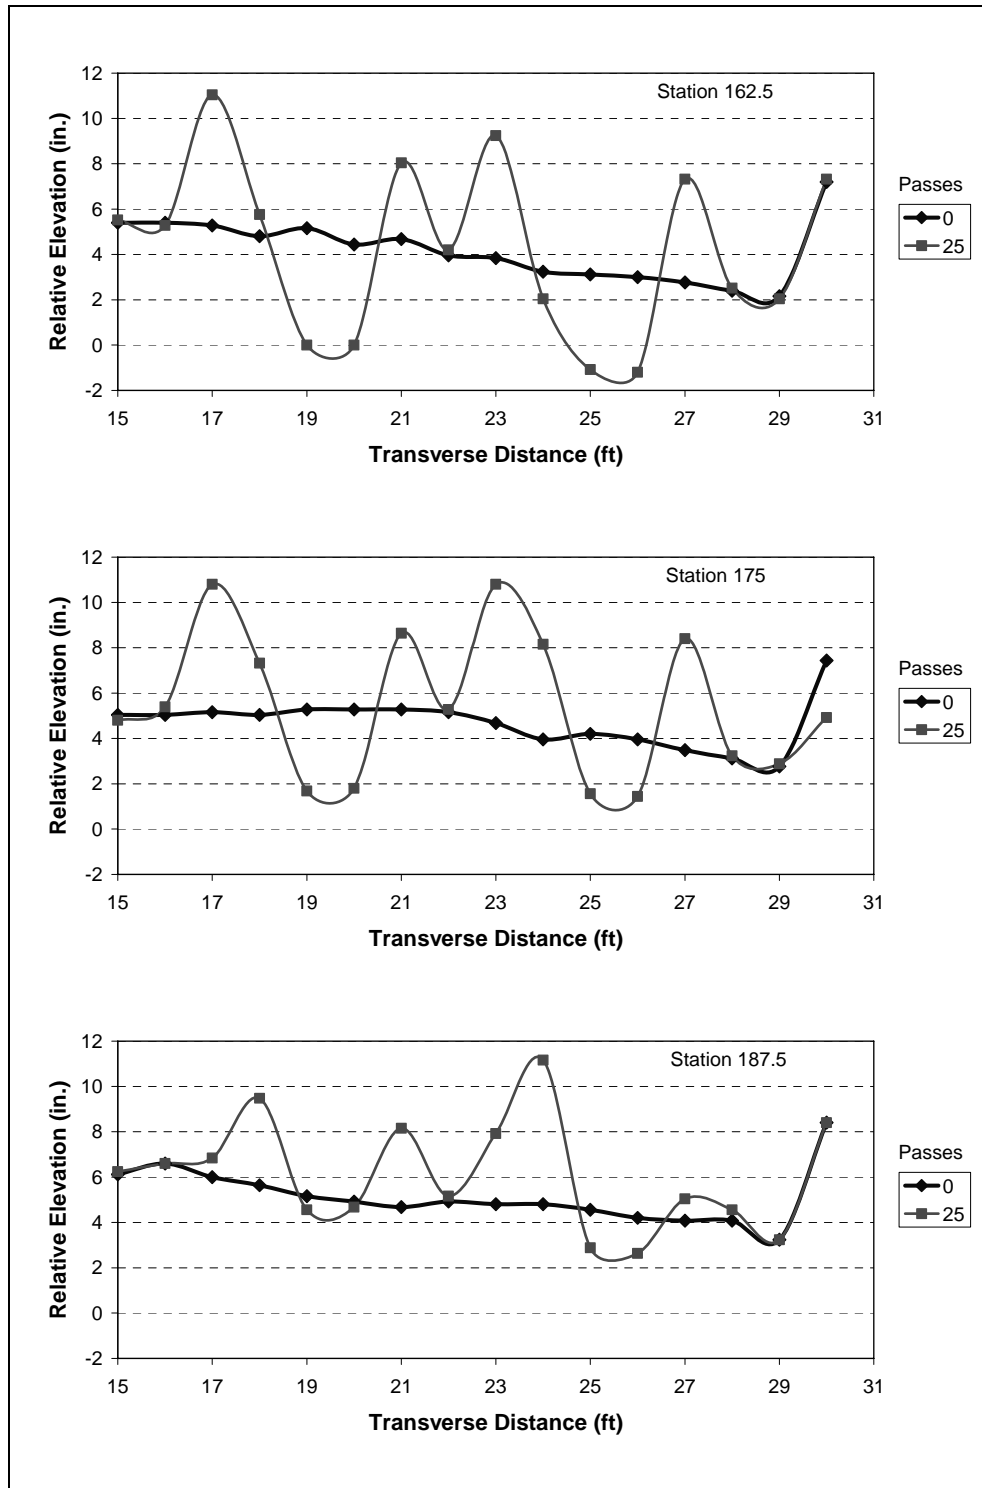 Station 162.5
Relative Elevation (in.)
12
10
8
6
4
2
0
-2
15 17 19 21 23 25 27 29 31
Transverse Distance (ft)
Passes
0
25
Station 175
Relative Elevation (in.)
12
10
8
6
4
2
0
-2
15 17 19 21 23 25 27 29 31
Transverse Distance (ft)
Passes
0
25
Station 187.5
Relative Elevation (in.)
12
10
8
6
4
2
0
-2
15 17 19 21 23 25 27 29 31
Transverse Distance (ft)
Passes
0
25